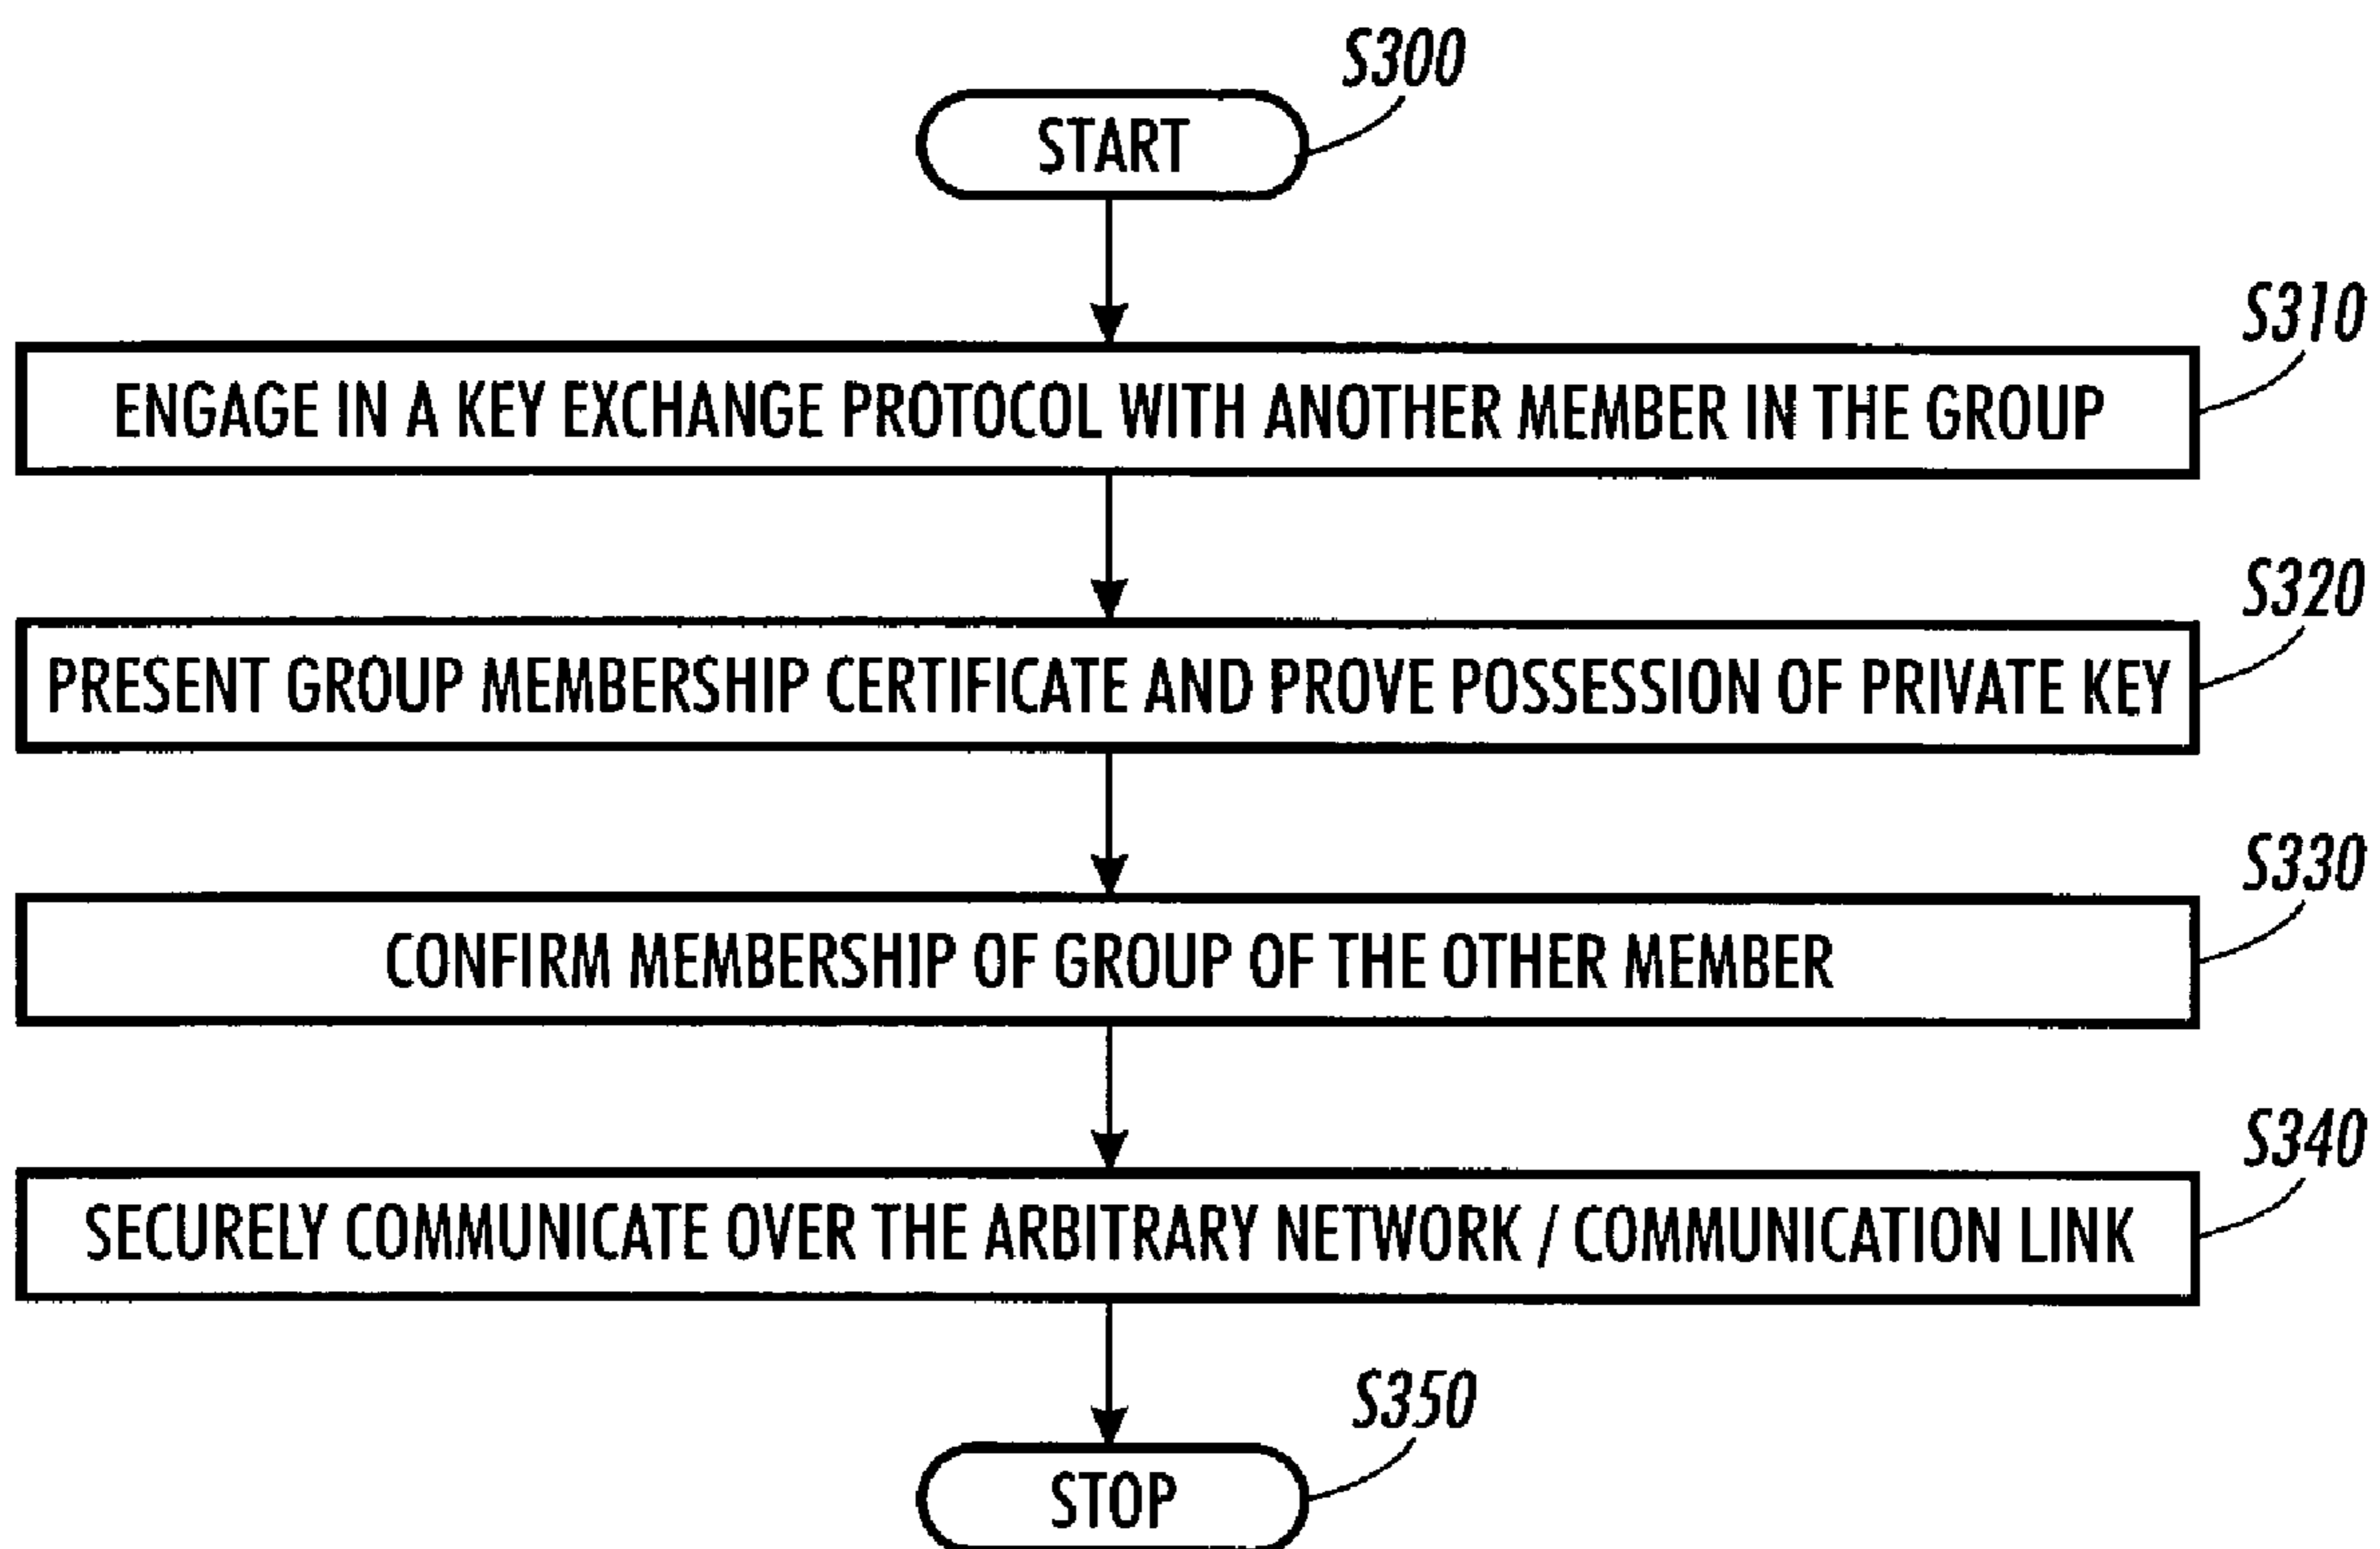 S300
START
S310
ENGAGE IN A KEY EXCHANGE PROTOCOL WITH ANOTHER MEMBER IN THE GROUP
S320
PRESENT GROUP MEMBERSHIP CERTIFICATE AND PROVE POSSESSION OF PRIVATE KEY
S330
CONFIRM MEMBERSHIP OF GROUP OF THE OTHER MEMBER
S340
SECURELY COMMUNICATE OVER THE ARBITRARY NETWORK / COMMUNICATION LINK
S350
STOP